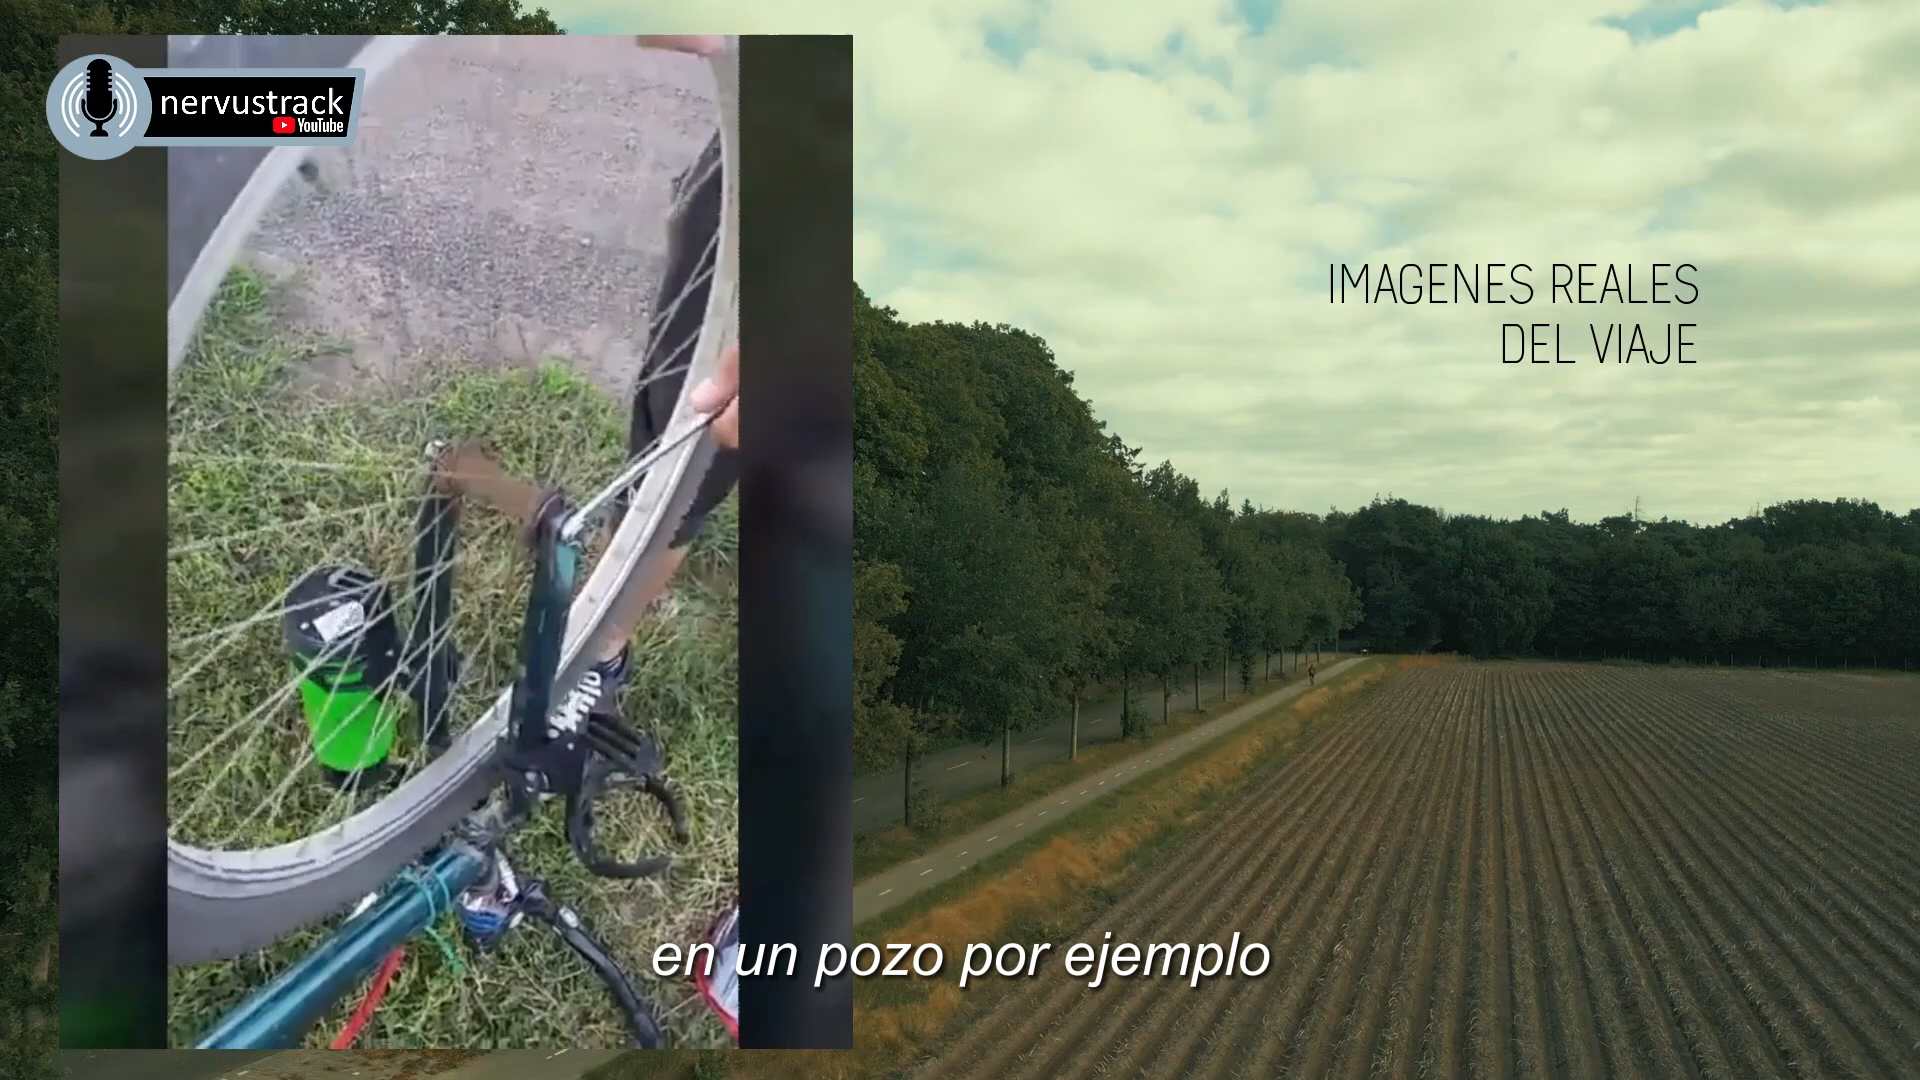 nervustrack
YouTube
IMAGENES REALES
DEL VIAJE
en un pozo por ejemplo